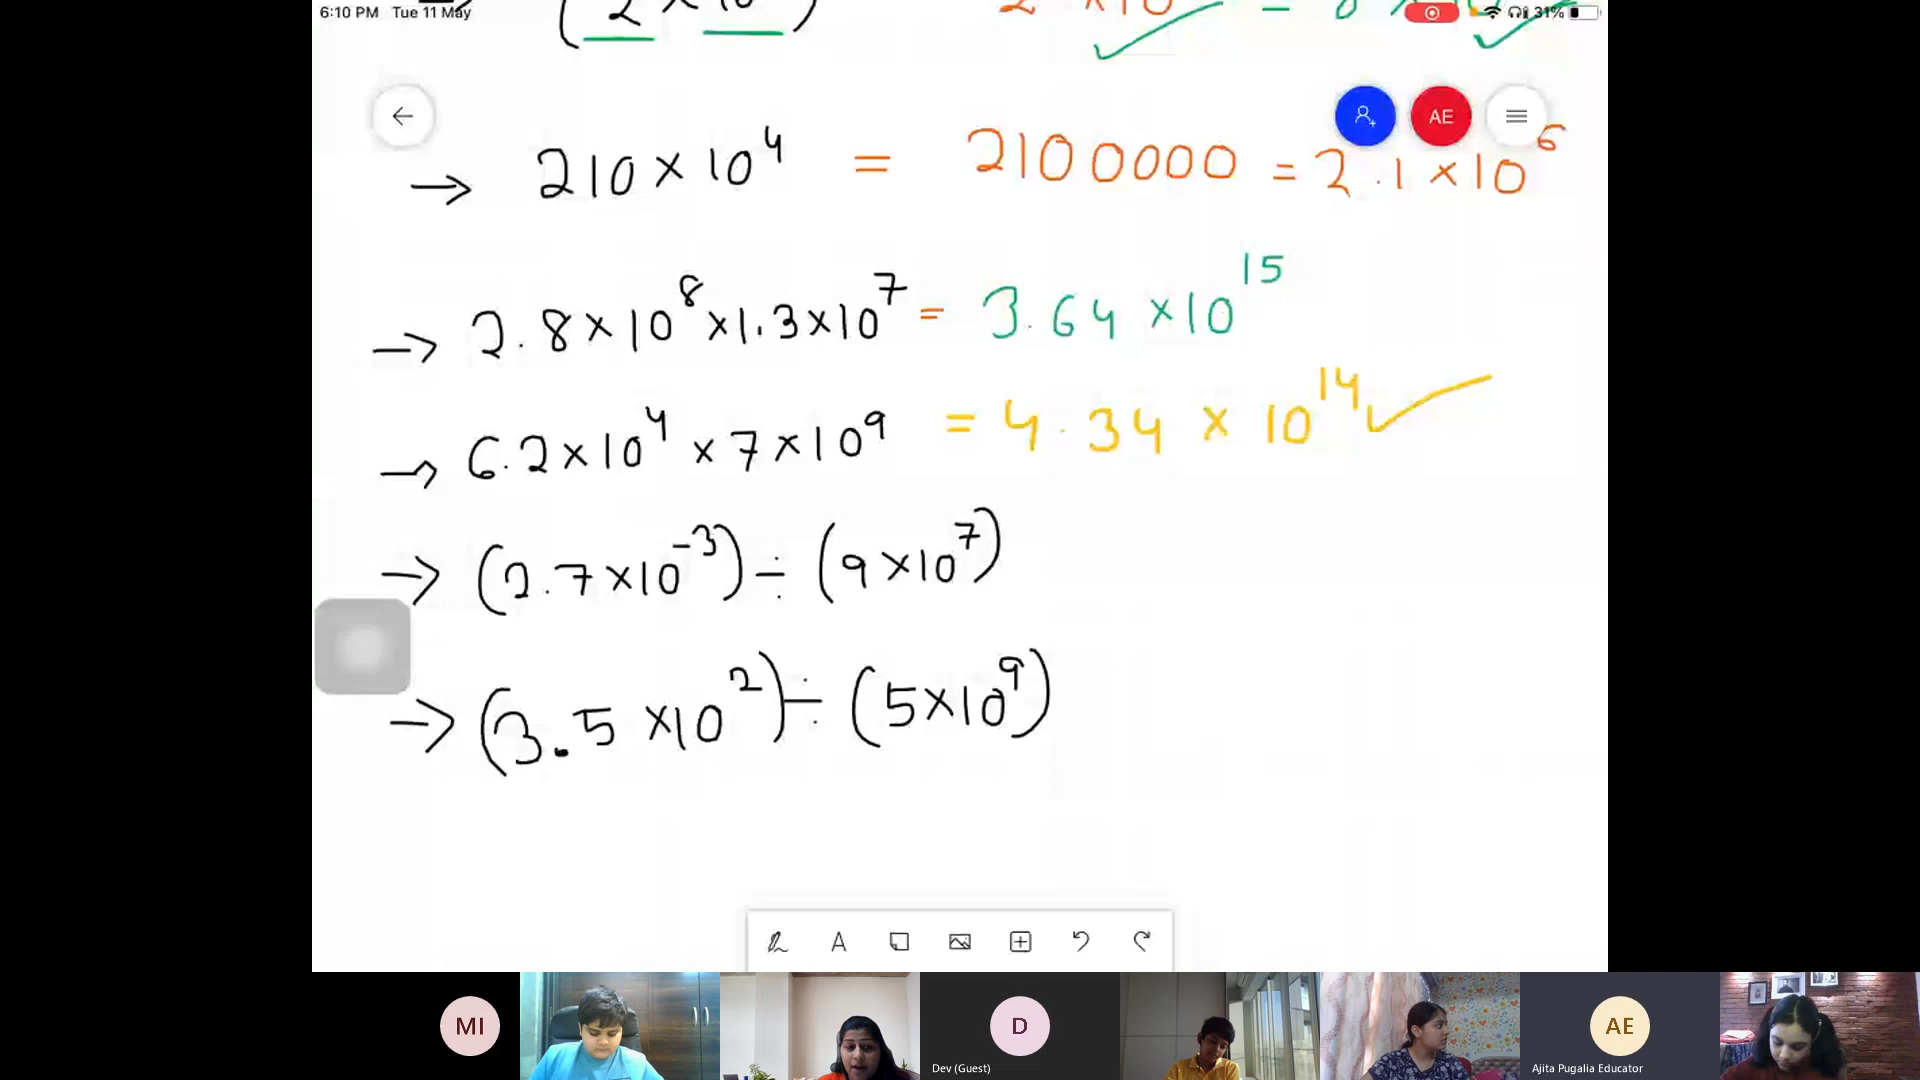 6:10 PM Tue 11 May 31%
→ 210 × 10⁴ = 2100000 = 2.1 × 10⁶
AE
→ 2.8 × 10⁸ × 1.3 × 10⁷ = 3.64 × 10¹⁵
→ 6.2 × 10⁴ × 7 × 10⁹ = 4.34 × 10¹⁴ ✓
→ (2.7 × 10⁻³) ÷ (9 × 10⁷)
→ (3.5 × 10²) ÷ (5 × 10⁹)
A
MI
D
Dev (Guest)
AE
Ajita Pugalia Educator